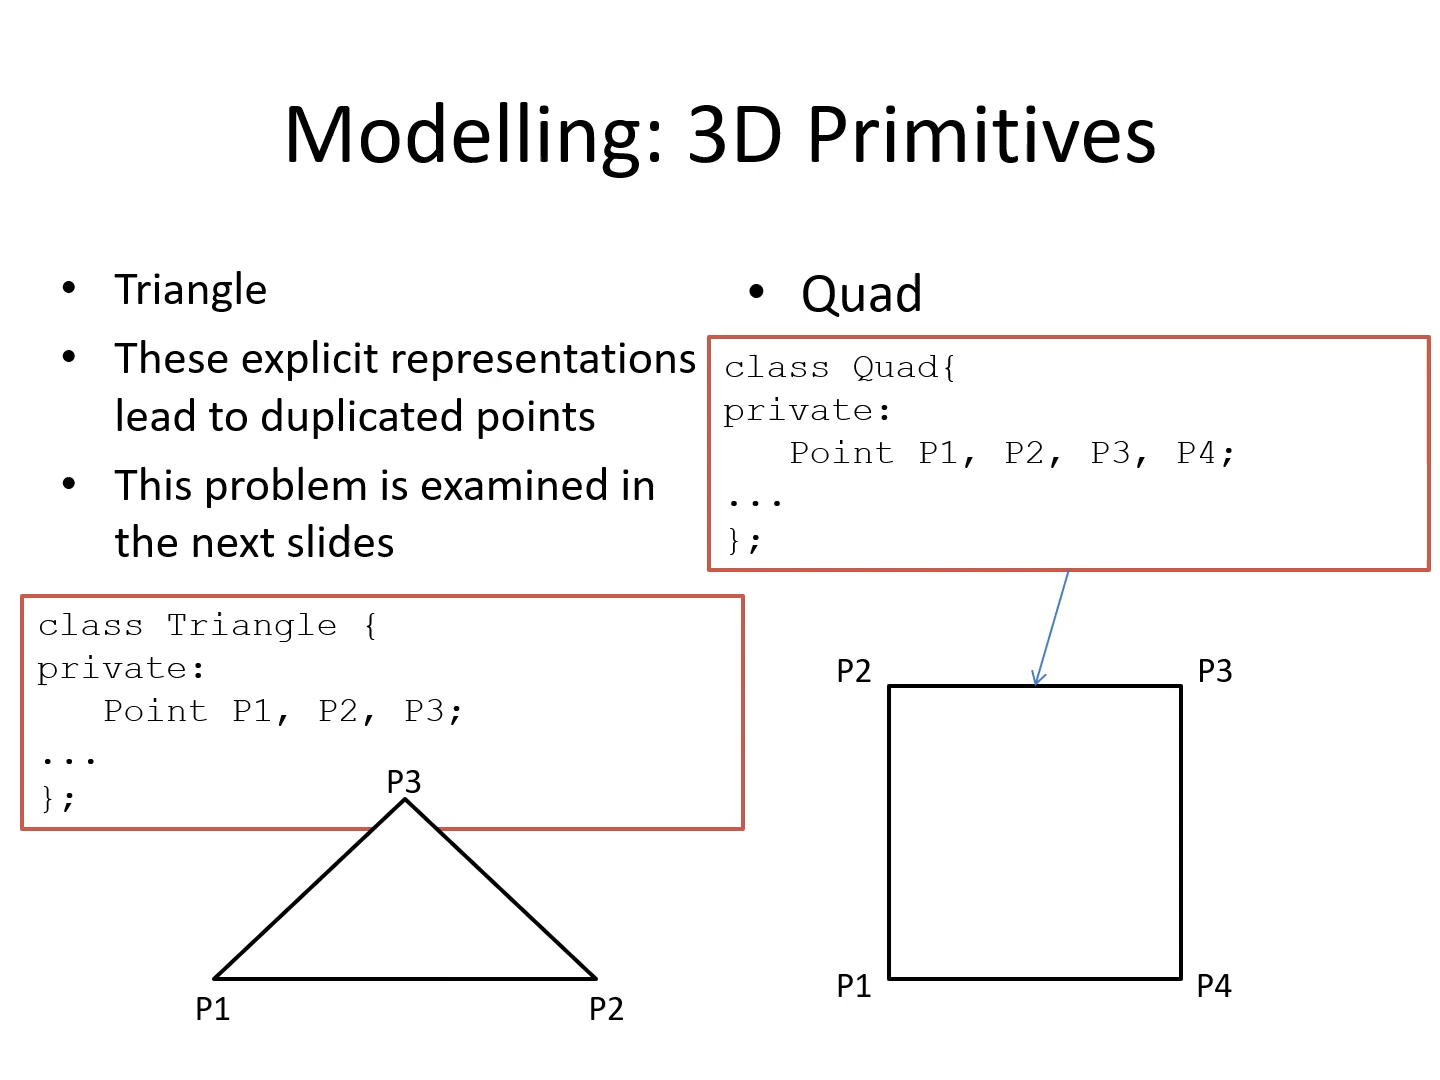 Modelling: 3D Primitives
• Triangle
• These explicit representations
lead to duplicated points
• This problem is examined in
the next slides
class Triangle {
private:
   Point P1, P2, P3;
...
};
P3
P1
P2
• Quad
class Quad{
private:
   Point P1, P2, P3, P4;
...
};
P2
P3
P1
P4